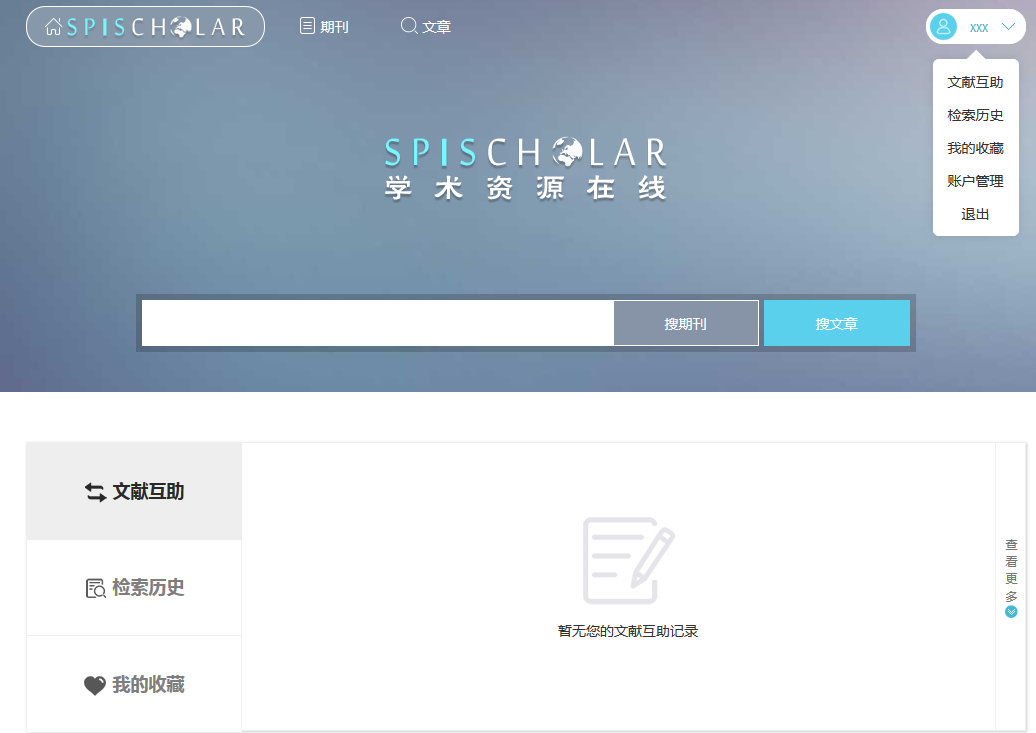 SPISCHOLAR 期刊 文章 xxx
文献互助
检索历史
我的收藏
账户管理
退出
SPISCHOLAR
学术资源在线
搜期刊 搜文章
文献互助
检索历史
我的收藏
暂无您的文献互助记录
查看更多